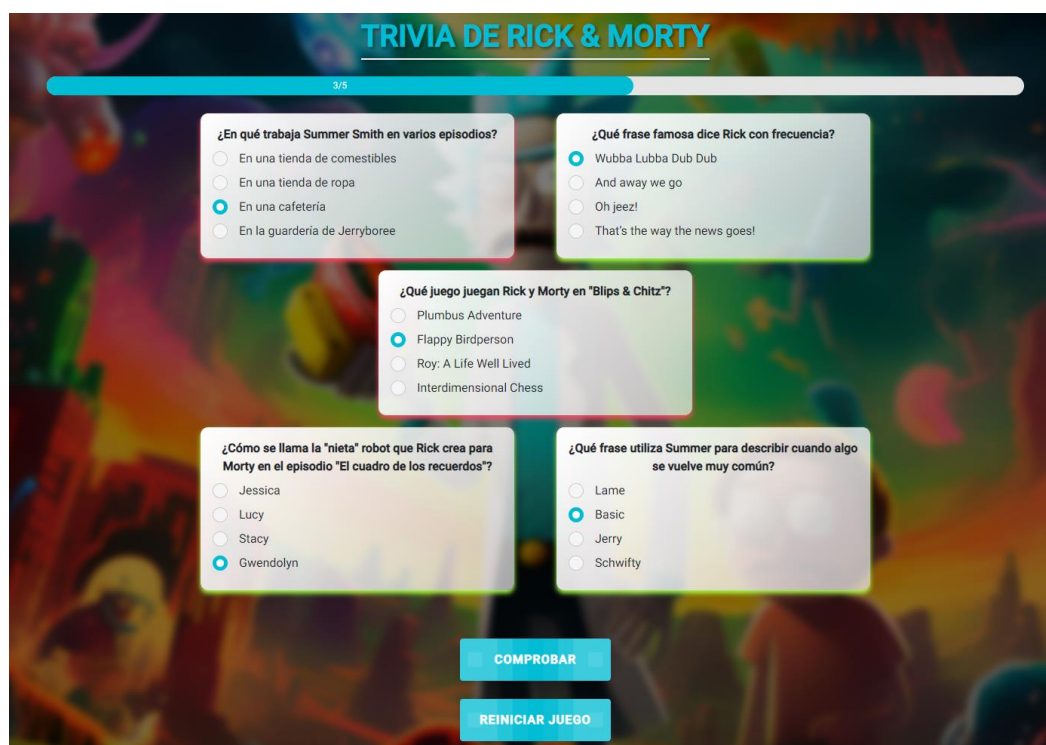 TRIVIA DE RICK & MORTY
3/5
¿En qué trabaja Summer Smith en varios episodios?
En una tienda de comestibles
En una tienda de ropa
En una cafetería
En la guardería de Jerryboree
¿Qué frase famosa dice Rick con frecuencia?
Wubba Lubba Dub Dub
And away we go
Oh jeez!
That's the way the news goes!
¿Qué juego juegan Rick y Morty en "Blips & Chitz"?
Plumbus Adventure
Flappy Birdperson
Roy: A Life Well Lived
Interdimensional Chess
¿Cómo se llama la "nieta" robot que Rick crea para
Morty en el episodio "El cuadro de los recuerdos"?
Jessica
Lucy
Stacy
Gwendolyn
¿Qué frase utiliza Summer para describir cuando algo
se vuelve muy común?
Lame
Basic
Jerry
Schwifty
COMPROBAR
REINICIAR JUEGO